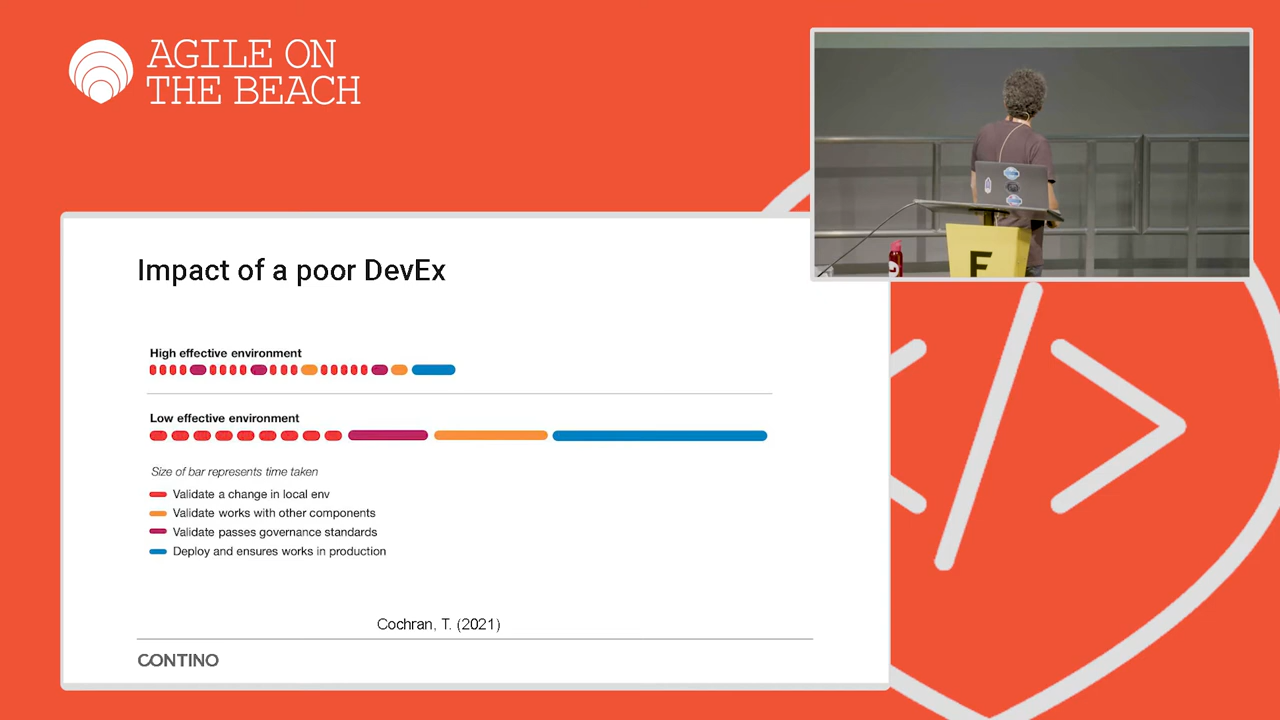 AGILE ON
THE BEACH
Impact of a poor DevEx
High effective environment
Low effective environment
Size of bar represents time taken
Validate a change in local env
Validate works with other components
Validate passes governance standards
Deploy and ensures works in production
Cochran, T. (2021)
CONTINO
F